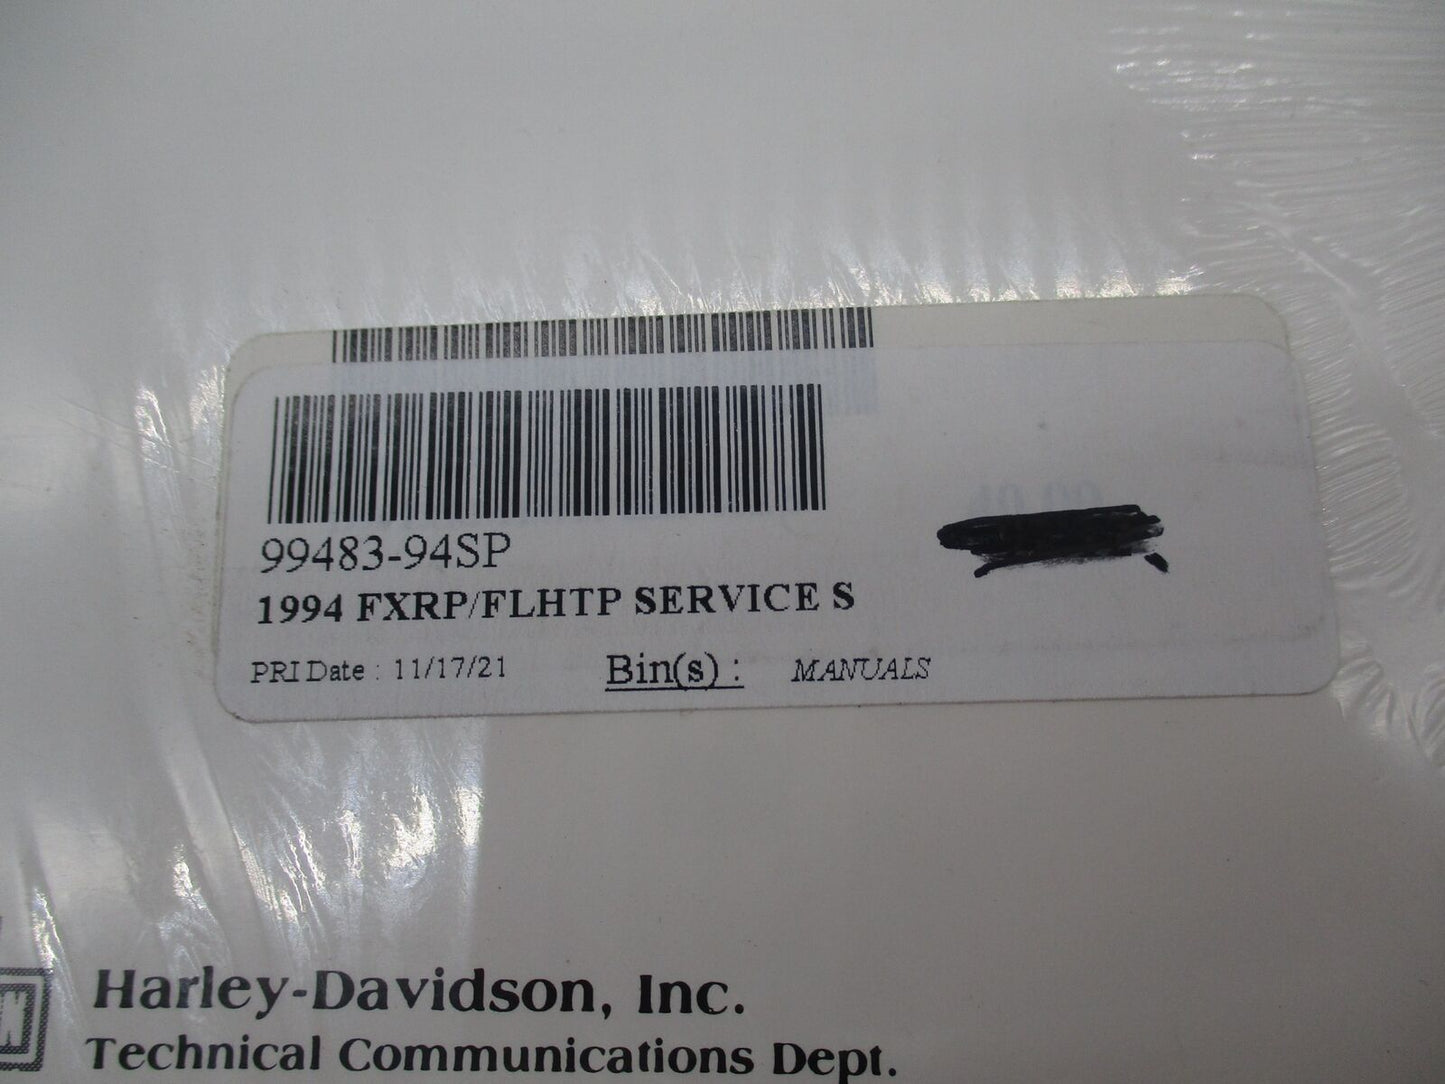 99483-94SP
1994 FXRP/FLHTP SERVICE S
PRI Date : 11/17/21 Bin(s) : MANUALS
Harley-Davidson, Inc.
Technical Communications Dept.